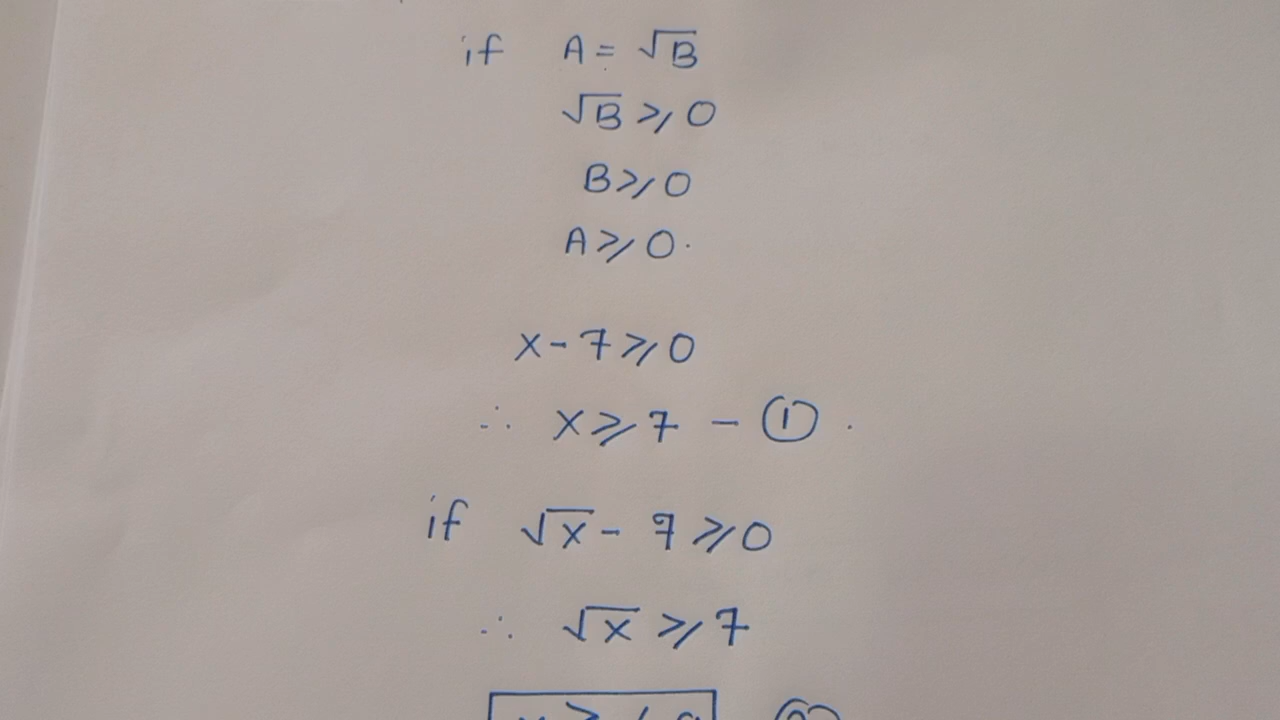 if A = √B
√B ⩾ 0
B ⩾ 0
A ⩾ 0.
x - 7 ⩾ 0
∴ x ⩾ 7 - ①.
if √x - 7 ⩾ 0
∴ √x ⩾ 7